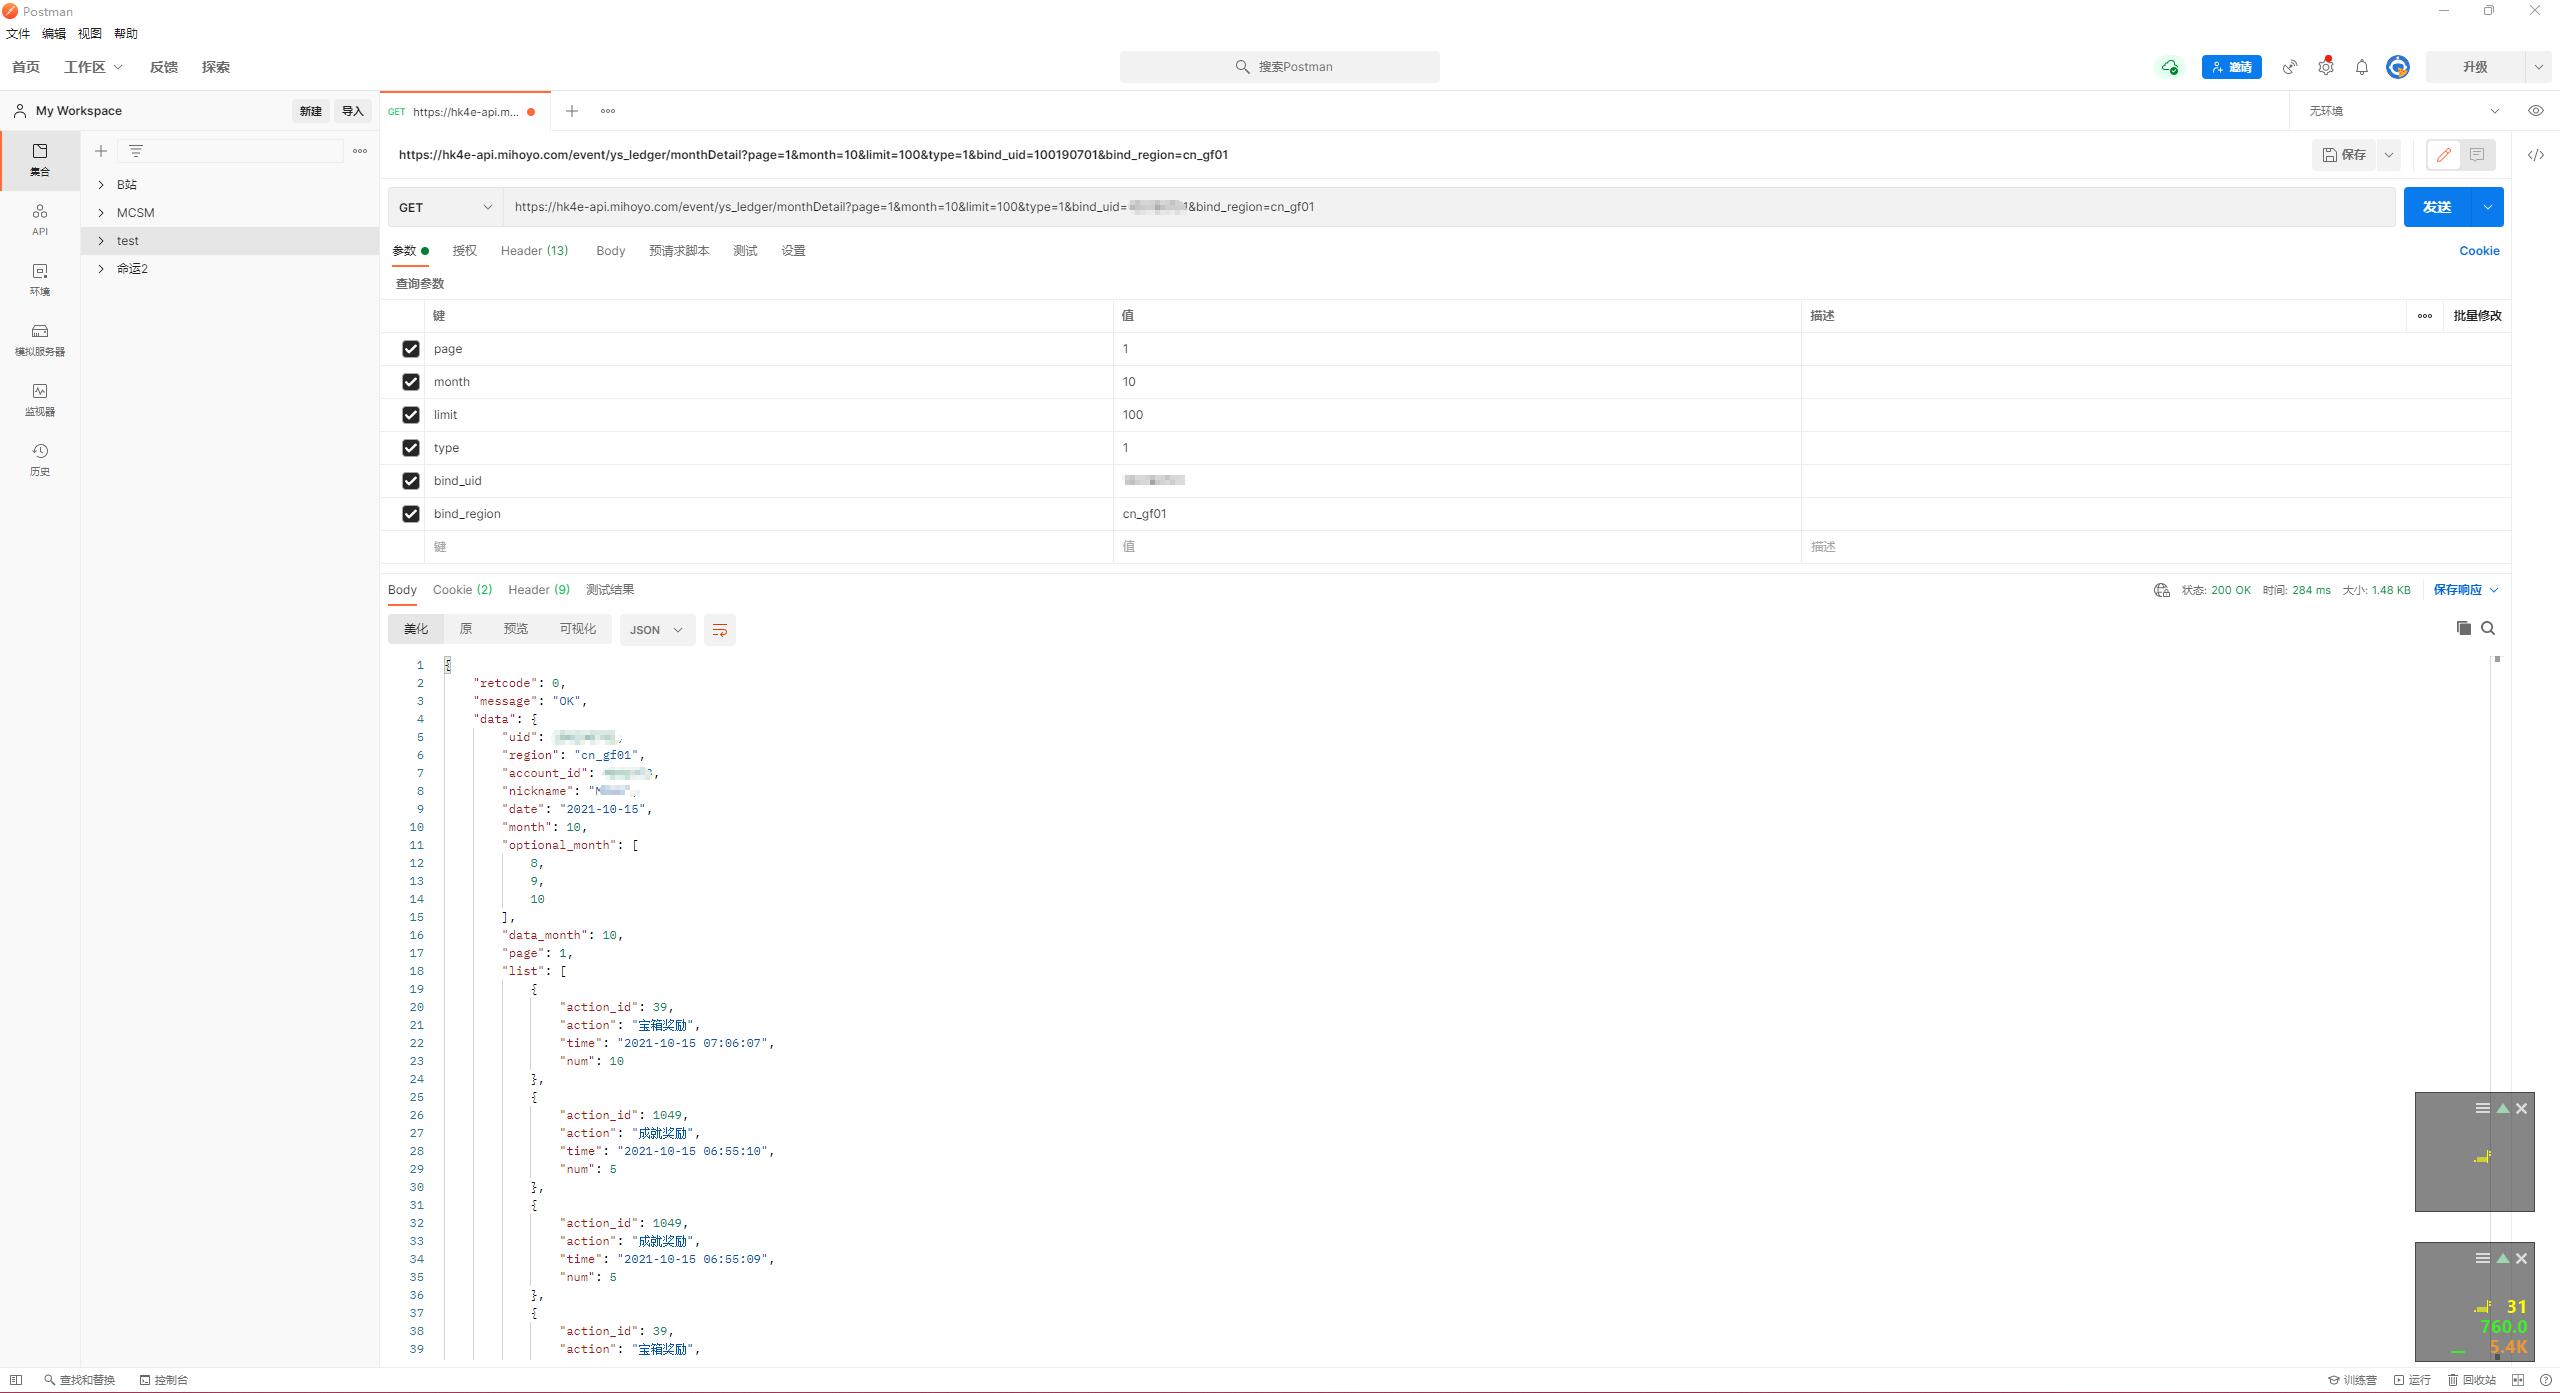 Postman
文件 编辑 视图 帮助
首页 工作区 反馈 探索
搜索Postman
邀请
升级
My Workspace
新建 导入
GET https://hk4e-api.m...
无环境
集合
API
环境
模拟服务器
监视器
历史
B站
MCSM
test
命运2
https://hk4e-api.mihoyo.com/event/ys_ledger/monthDetail?page=1&month=10&limit=100&type=1&bind_uid=100190701&bind_region=cn_gf01
保存
GET
https://hk4e-api.mihoyo.com/event/ys_ledger/monthDetail?page=1&month=10&limit=100&type=1&bind_uid= 1&bind_region=cn_gf01
发送
参数 授权 Header (13) Body 预请求脚本 测试 设置
Cookie
查询参数
键 值 描述 批量修改
page 1
month 10
limit 100
type 1
bind_uid
bind_region cn_gf01
键 值 描述
Body Cookie (2) Header (9) 测试结果
状态: 200 OK 时间: 284 ms 大小: 1.48 KB
保存响应
美化 原 预览 可视化 JSON
1 {
2 "retcode": 0,
3 "message": "OK",
4 "data": {
5 "uid": ,
6 "region": "cn_gf01",
7 "account_id": ,
8 "nickname": "M ",
9 "date": "2021-10-15",
10 "month": 10,
11 "optional_month": [
12 8,
13 9,
14 10
15 ],
16 "data_month": 10,
17 "page": 1,
18 "list": [
19 {
20 "action_id": 39,
21 "action": "宝箱奖励",
22 "time": "2021-10-15 07:06:07",
23 "num": 10
24 },
25 {
26 "action_id": 1049,
27 "action": "成就奖励",
28 "time": "2021-10-15 06:55:10",
29 "num": 5
30 },
31 {
32 "action_id": 1049,
33 "action": "成就奖励",
34 "time": "2021-10-15 06:55:09",
35 "num": 5
36 },
37 {
38 "action_id": 39,
39 "action": "宝箱奖励",
31
760.0
5.4K
查找和替换 控制台
训练营 运行 回收站